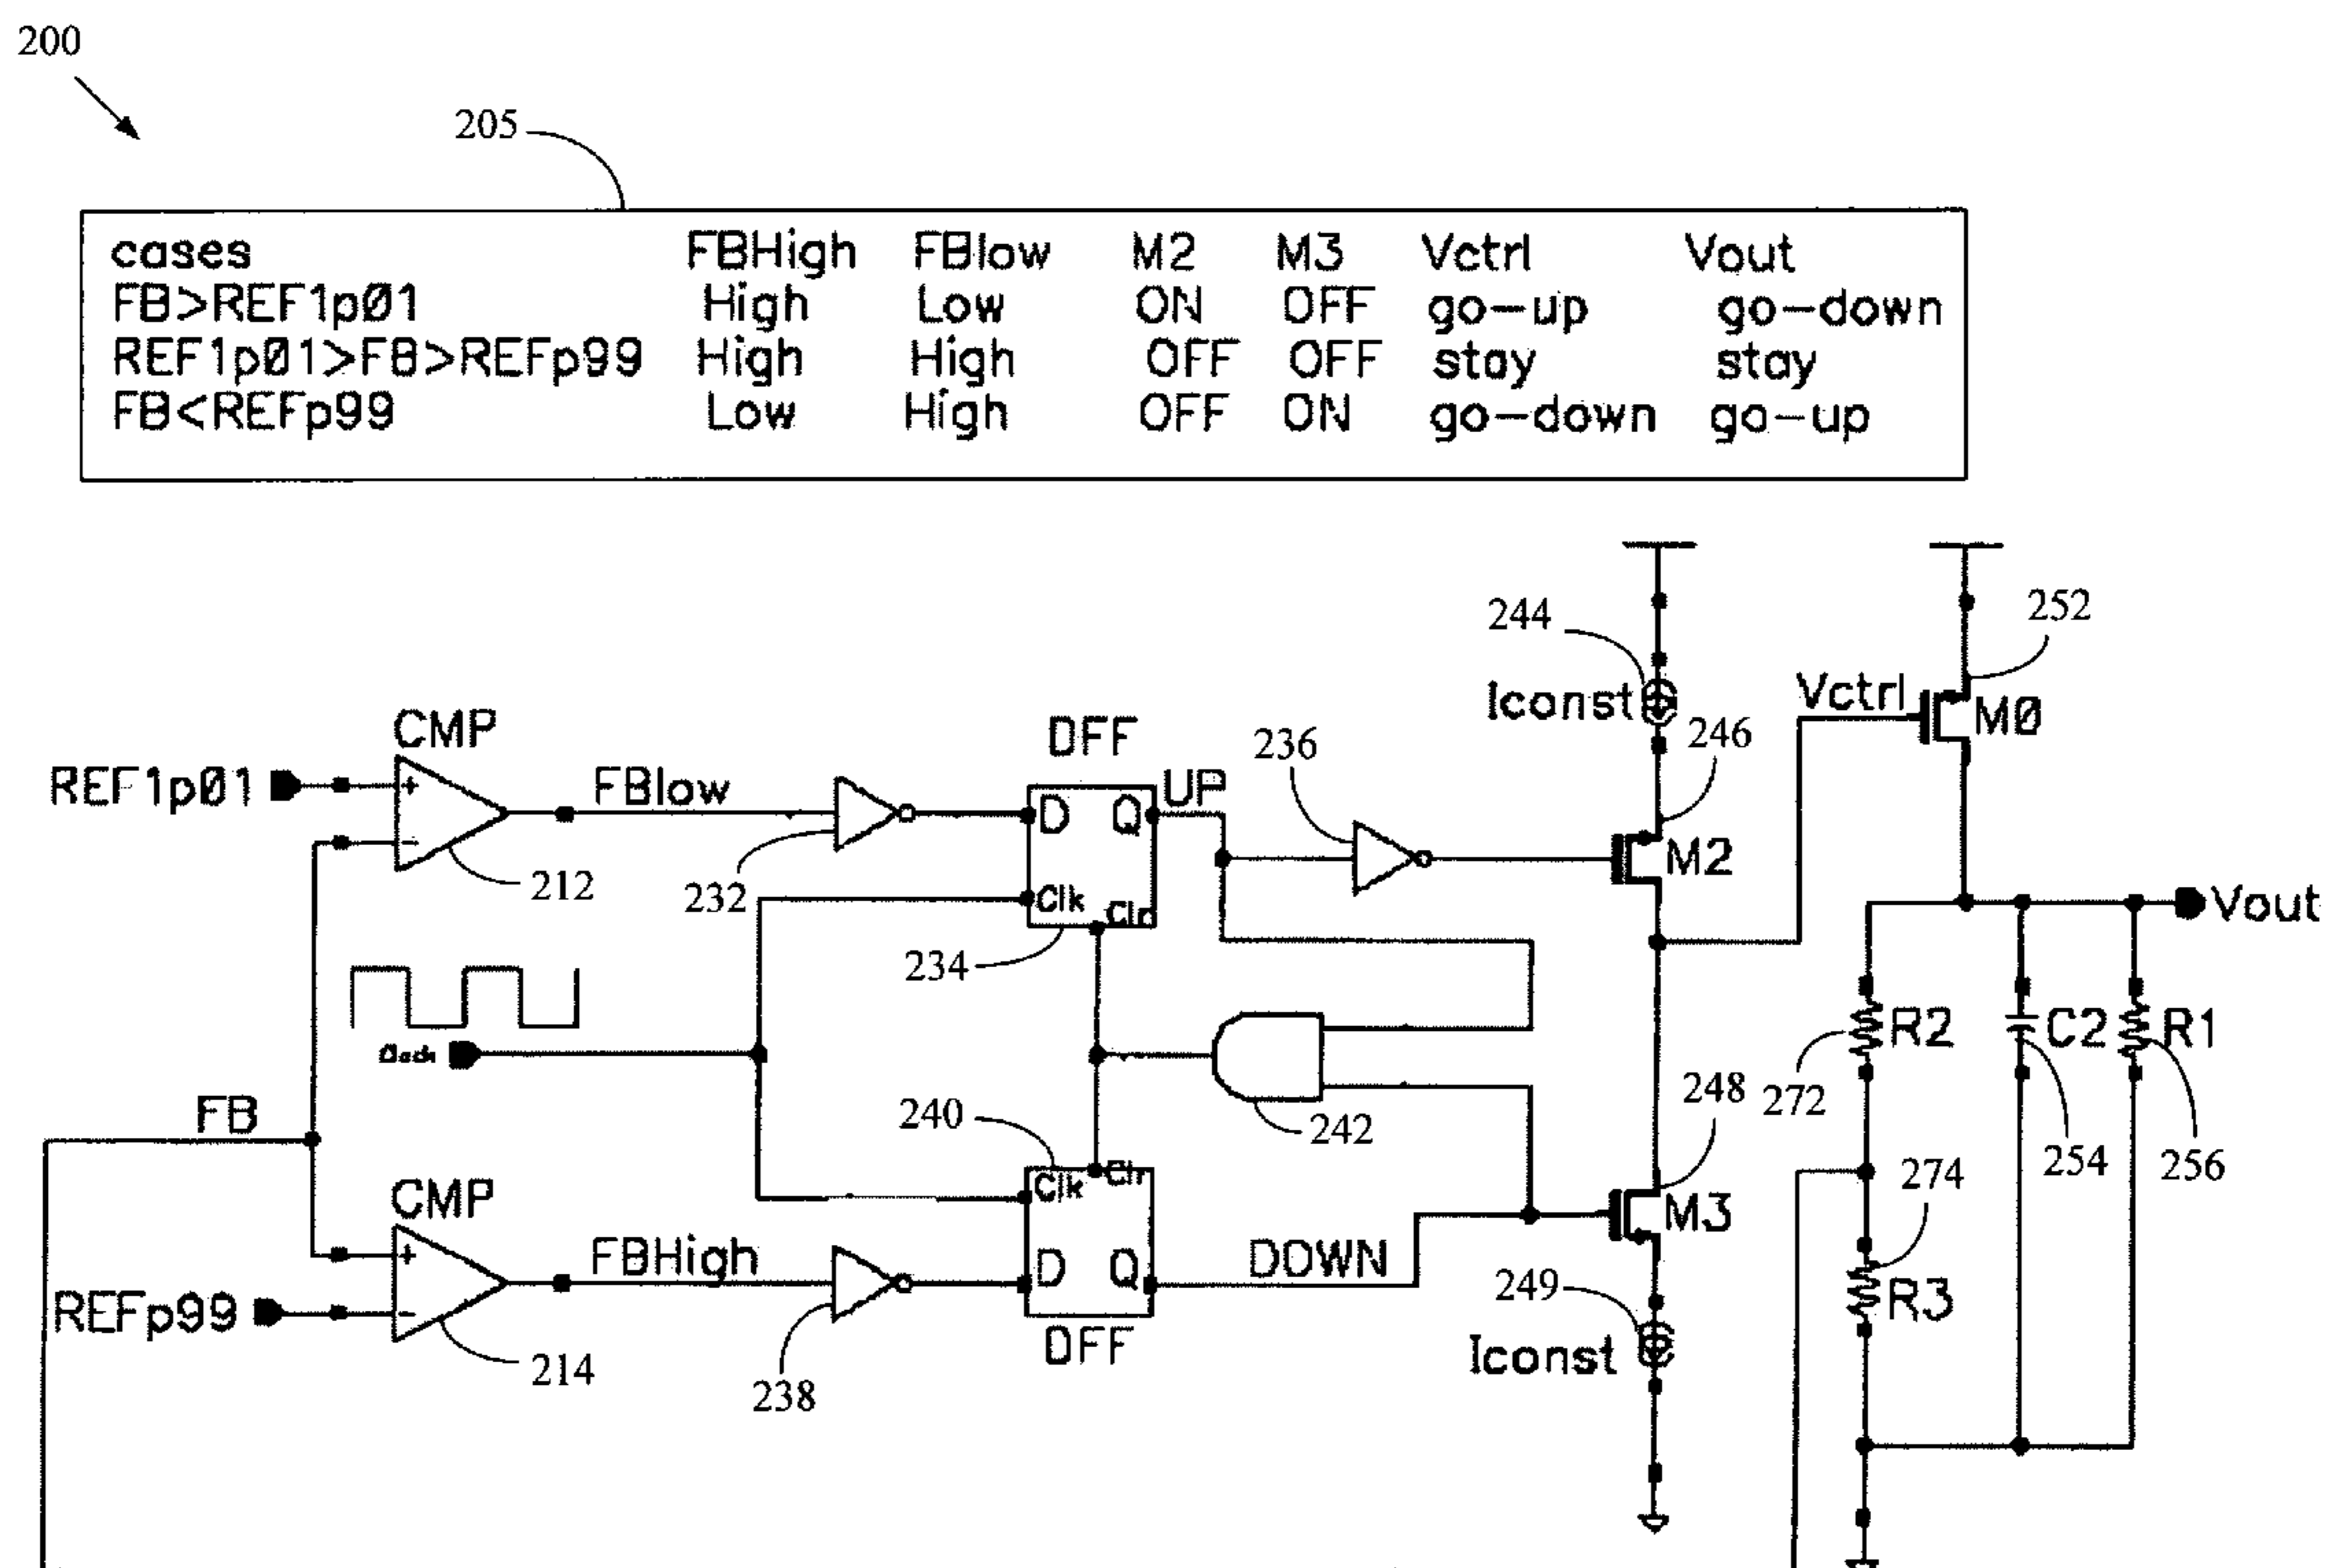 200
205
cases FBHigh FBlow M2 M3 Vctrl Vout
FB>REF1p01 High Low ON OFF go-up go-down
REF1p01>FB>REFp99 High High OFF OFF stay stay
FB<REFp99 Low High OFF ON go-down go-up
244
252
Iconst
Vctrl
M0
246
CMP
DFF
236
REF1p01
+
-
FBlow
D
Q
UP
M2
212
232
Clk
Clr
Vout
234
R2
C2
R1
248
272
FB
240
242
254
256
274
CMP
Clk
Clr
M3
+
FBHigh
D
Q
DOWN
249
REFp99
-
R3
DFF
Iconst
214
238